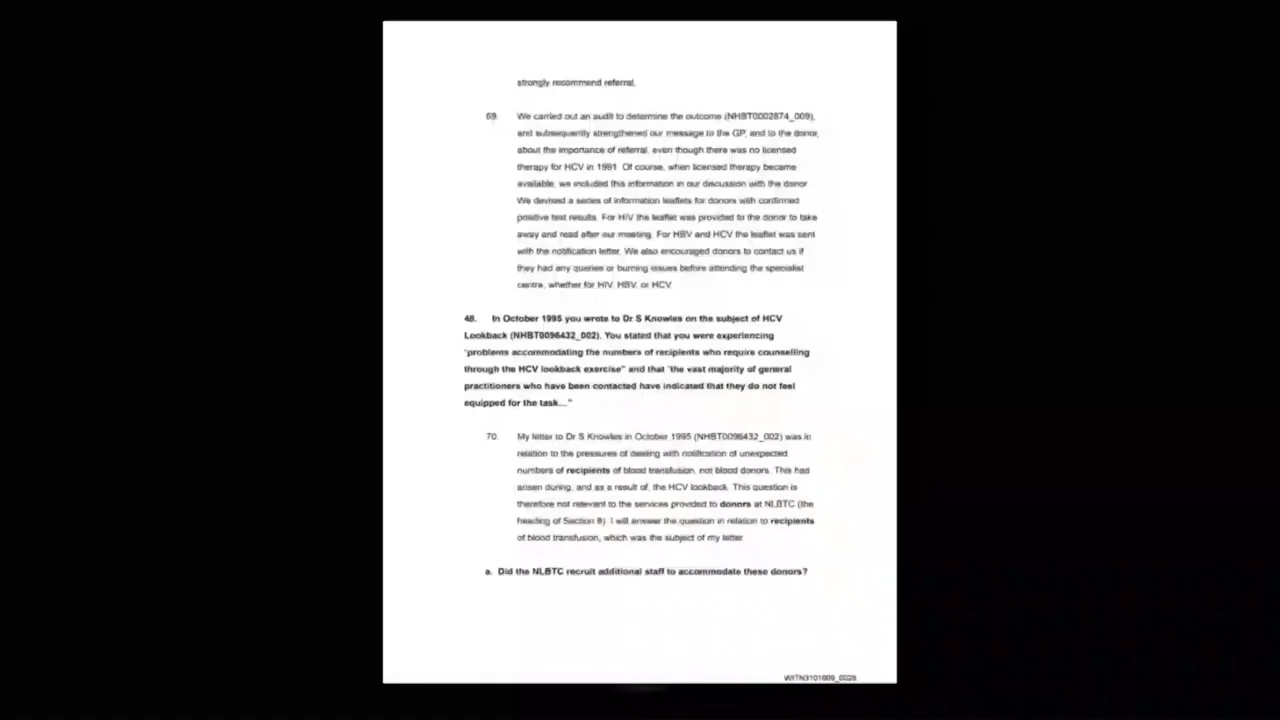 strongly recommend referral.
69. We carried out an audit to determine the outcome (NHBT0002874_009),
and subsequently strengthened our message to the GP, and to the donor,
about the importance of referral, even though there was no licensed
therapy for HCV in 1991. Of course, when licensed therapy became
available, we included this information in our discussion with the donor.
We devised a series of information leaflets for donors with confirmed
positive test results. For HIV the leaflet was provided to the donor to take
away and read after our meeting. For HBV and HCV the leaflet was sent
with the notification letter. We also encouraged donors to contact us if
they had any queries or burning issues before attending the specialist
centre, whether for HIV, HBV, or HCV.
48. In October 1995 you wrote to Dr S Knowles on the subject of HCV
Lookback (NHBT0096432_002). You stated that you were experiencing
"problems accommodating the numbers of recipients who require counselling
through the HCV lookback exercise" and that "the vast majority of general
practitioners who have been contacted have indicated that they do not feel
equipped for the task…"
70. My letter to Dr S Knowles in October 1995 (NHBT0096432_002) was in
relation to the pressures of dealing with notification of unexpected
numbers of recipients of blood transfusion, not blood donors. This had
arisen during, and as a result of, the HCV lookback. This question is
therefore not relevant to the services provided to donors at NLBTC (the
heading of Section 8). I will answer the question in relation to recipients
of blood transfusion, which was the subject of my letter.
a. Did the NLBTC recruit additional staff to accommodate these donors?
WITN3101009_0028